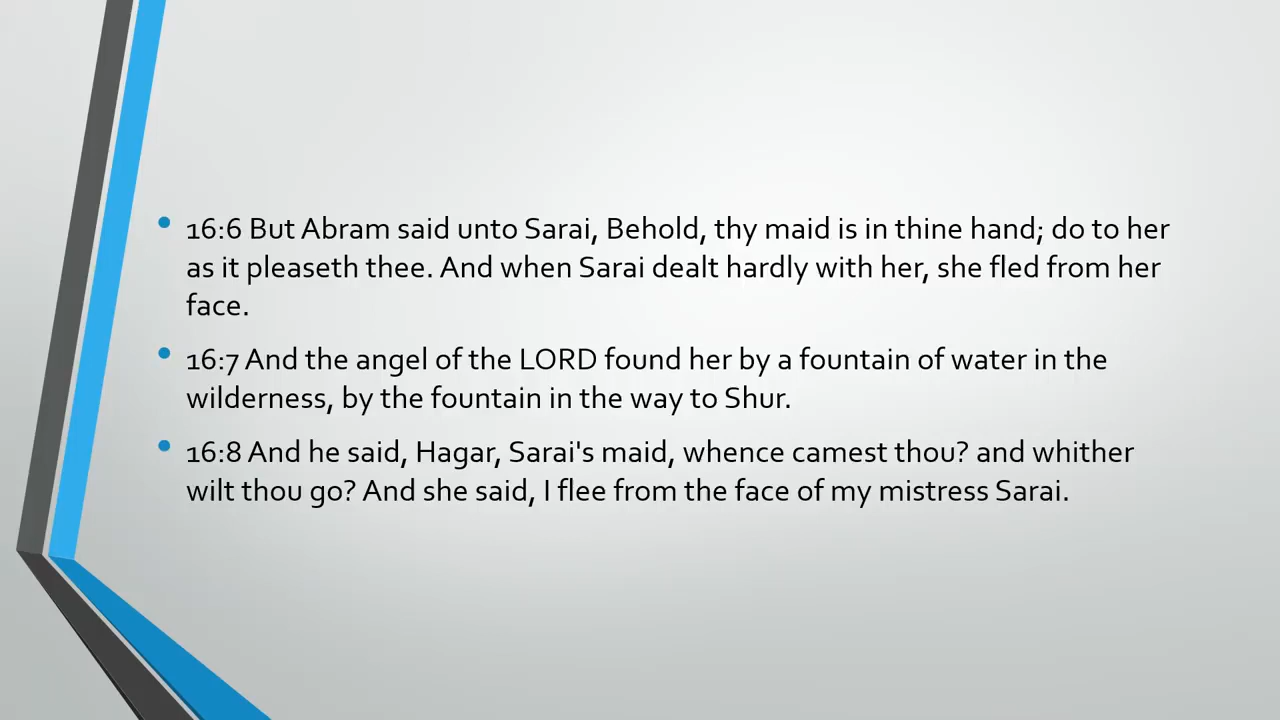 • 16:6 But Abram said unto Sarai, Behold, thy maid is in thine hand; do to her
as it pleaseth thee. And when Sarai dealt hardly with her, she fled from her
face.
• 16:7 And the angel of the LORD found her by a fountain of water in the
wilderness, by the fountain in the way to Shur.
• 16:8 And he said, Hagar, Sarai's maid, whence camest thou? and whither
wilt thou go? And she said, I flee from the face of my mistress Sarai.